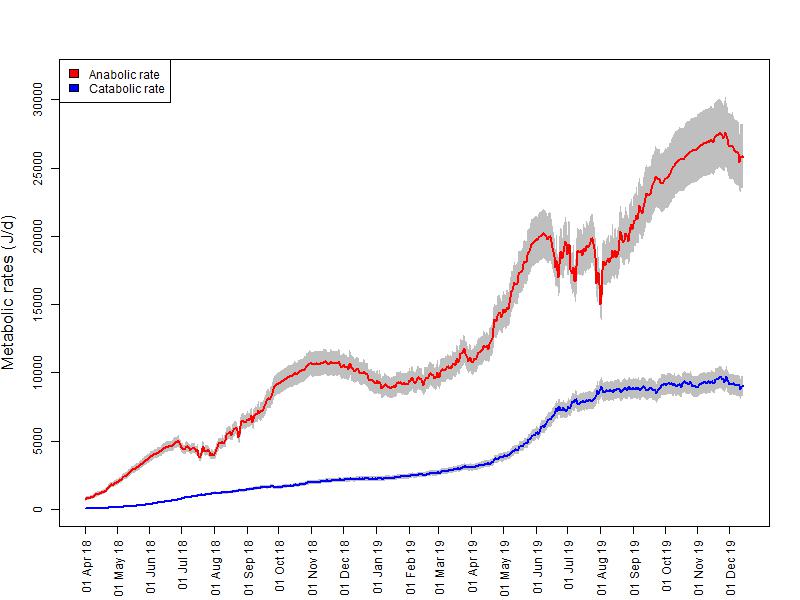 Anabolic rate
Catabolic rate
Metabolic rates (J/d)
30000
25000
20000
15000
10000
5000
0
01 Apr 18
01 May 18
01 Jun 18
01 Jul 18
01 Aug 18
01 Sep 18
01 Oct 18
01 Nov 18
01 Dec 18
01 Jan 19
01 Feb 19
01 Mar 19
01 Apr 19
01 May 19
01 Jun 19
01 Jul 19
01 Aug 19
01 Sep 19
01 Oct 19
01 Nov 19
01 Dec 19